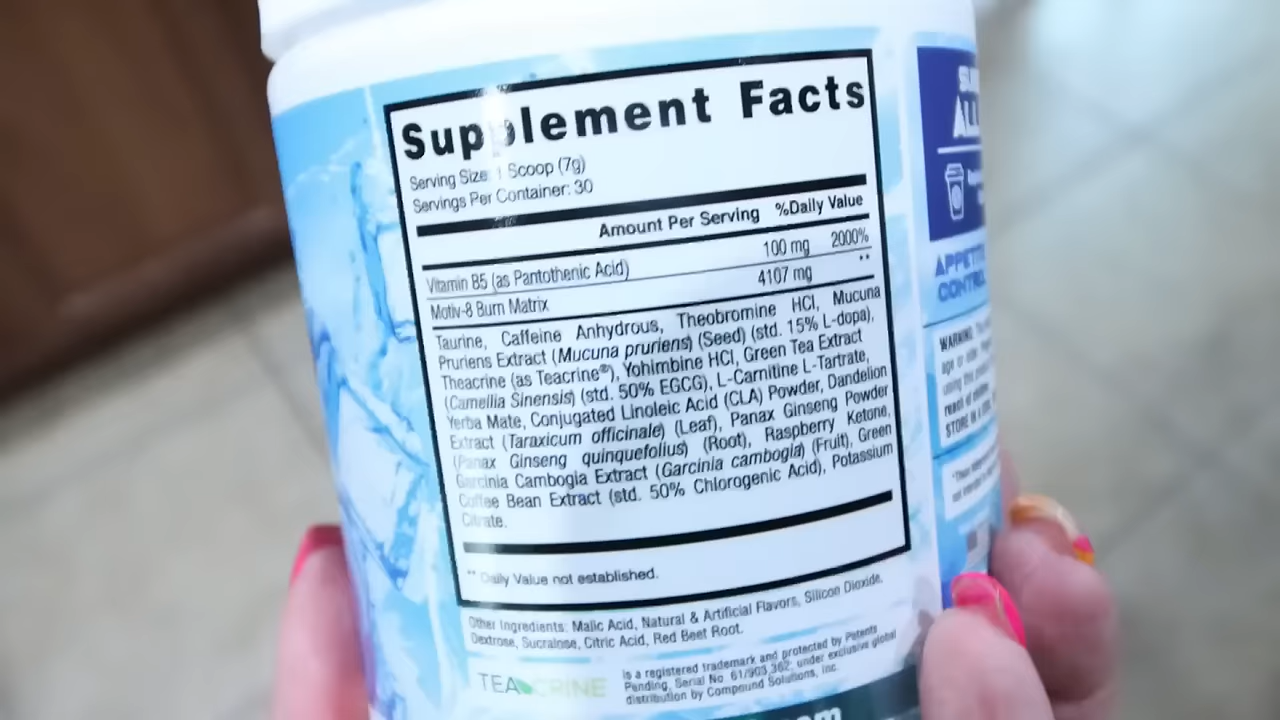 Supplement Facts
Serving Size: 1 Scoop (7g)
Servings Per Container: 30
Amount Per Serving %Daily Value
Vitamin B5 (as Pantothenic Acid) 100 mg 2000%
Motiv-8 Burn Matrix 4107 mg **
Taurine, Caffeine Anhydrous, Theobromine HCl, Mucuna
Pruriens Extract (Mucuna pruriens) (Seed) (std. 15% L-dopa),
Theacrine (as Teacrine®), Yohimbine HCl, Green Tea Extract
(Camellia Sinensis) (std. 50% EGCG), L-Carnitine L-Tartrate,
Yerba Mate, Conjugated Linoleic Acid (CLA) Powder, Dandelion
Extract (Taraxicum officinale) (Leaf), Panax Ginseng Powder
(Panax Ginseng quinquefolius) (Root), Raspberry Ketone,
Garcinia Cambogia Extract (Garcinia cambogia) (Fruit), Green
Coffee Bean Extract (std. 50% Chlorogenic Acid), Potassium
Citrate.
** Daily Value not established.
Other Ingredients: Malic Acid, Natural & Artificial Flavors, Silicon Dioxide,
Dextrose, Sucralose, Citric Acid, Red Beet Root.
TEACRINE
is a registered trademark and protected by Patents
Pending, Serial No. 61/903,362; under exclusive global
distribution by Compound Solutions, Inc.
APPETITE
CONTROL
WARNING:
age or
using this
reach of
STORE IN A